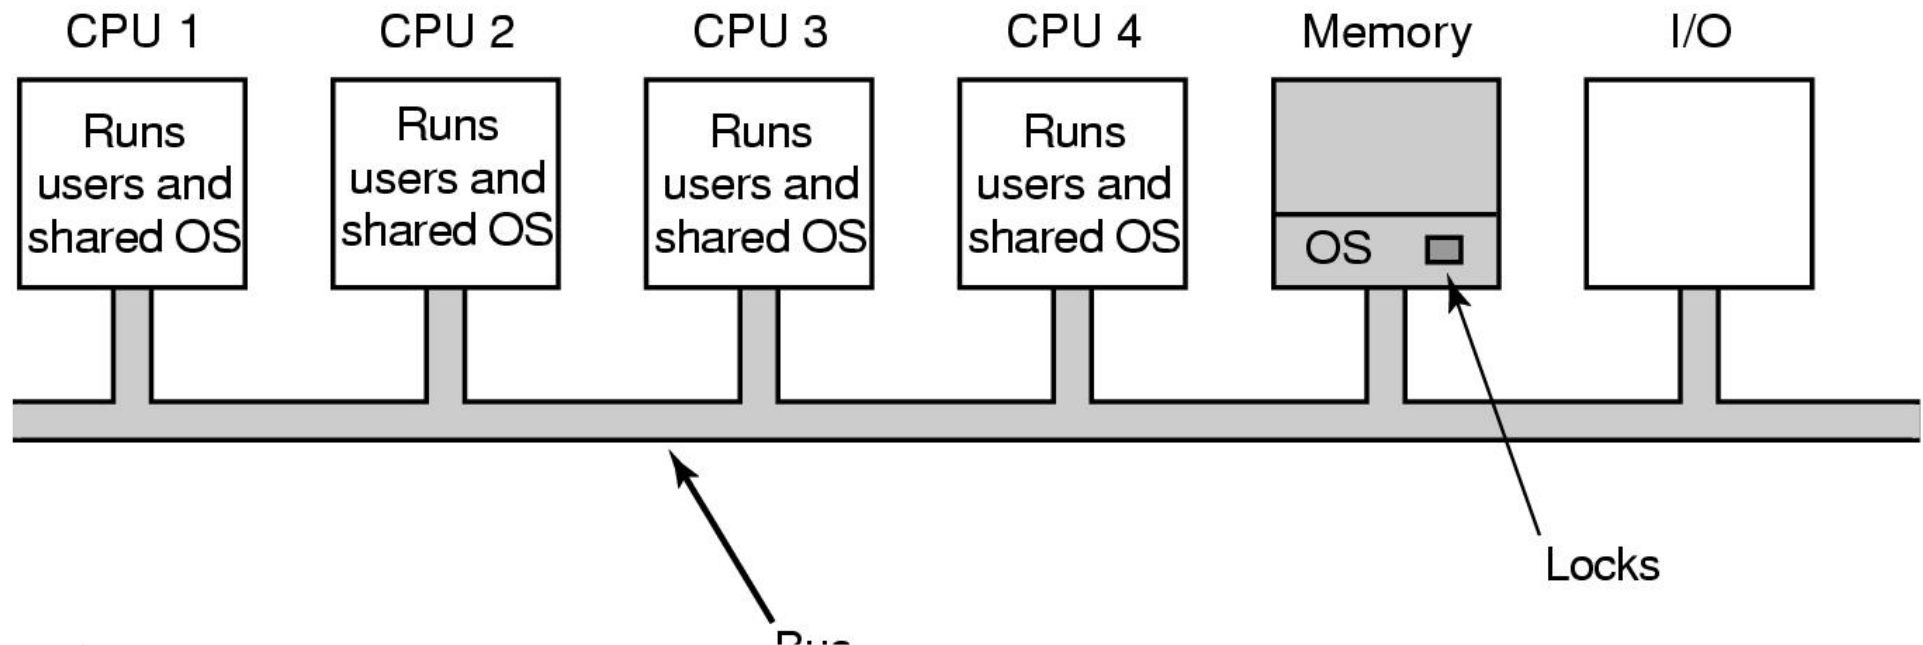 CPU 1
CPU 2
CPU 3
CPU 4
Memory
I/O
Runs
users and
shared OS
Runs
users and
shared OS
Runs
users and
shared OS
Runs
users and
shared OS
OS
Locks